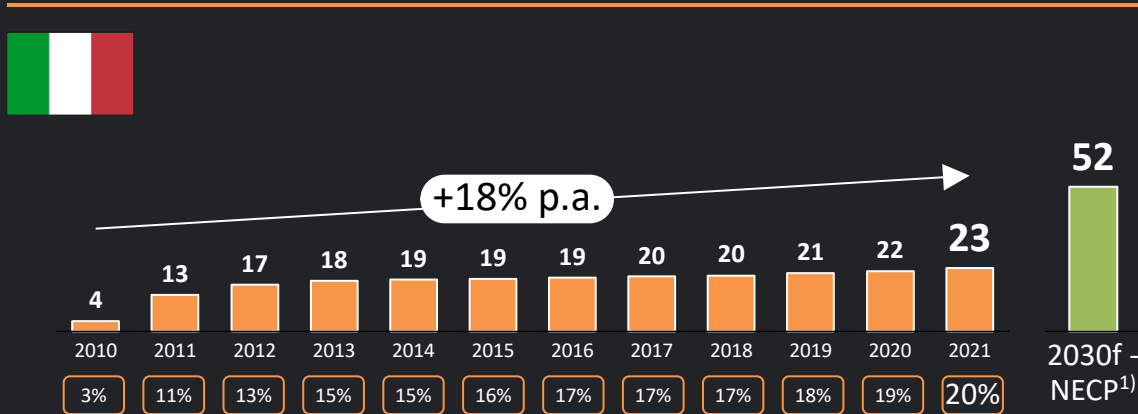 52
+18% p.a.
4 13 17 18 19 19 19 20 20 21 22 23
2010 2011 2012 2013 2014 2015 2016 2017 2018 2019 2020 2021 2030f -
NECP1)
3% 11% 13% 15% 15% 16% 17% 17% 17% 18% 19% 20%